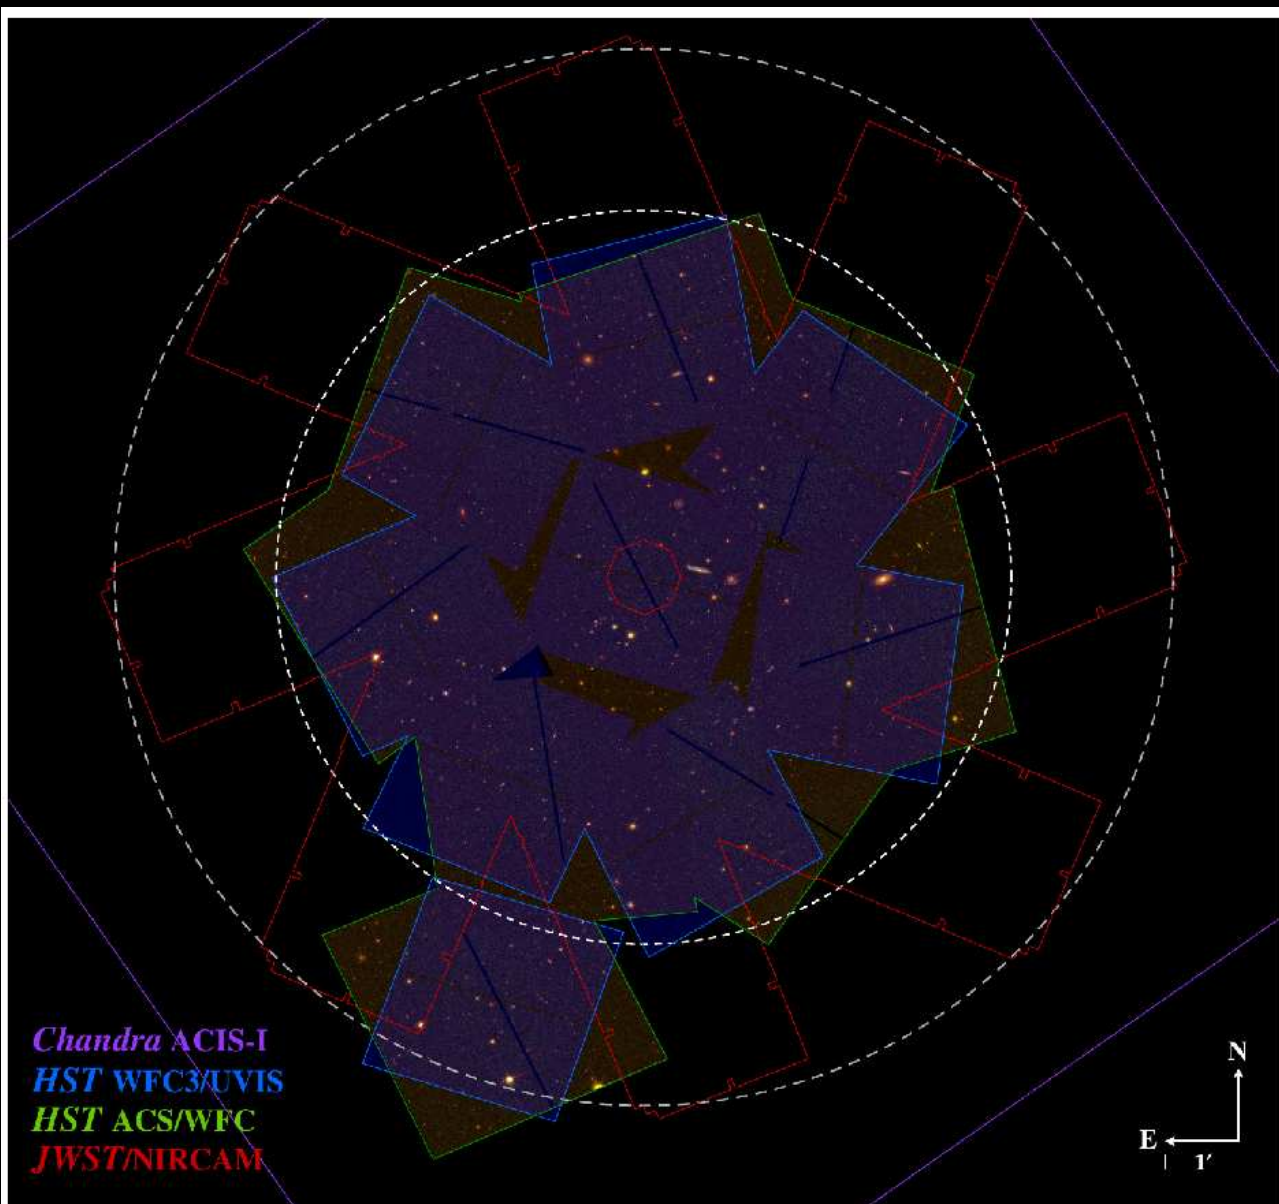 Chandra ACIS-I
HST WFC3/UVIS
HST ACS/WFC
JWST/NIRCAM
N
E
1′